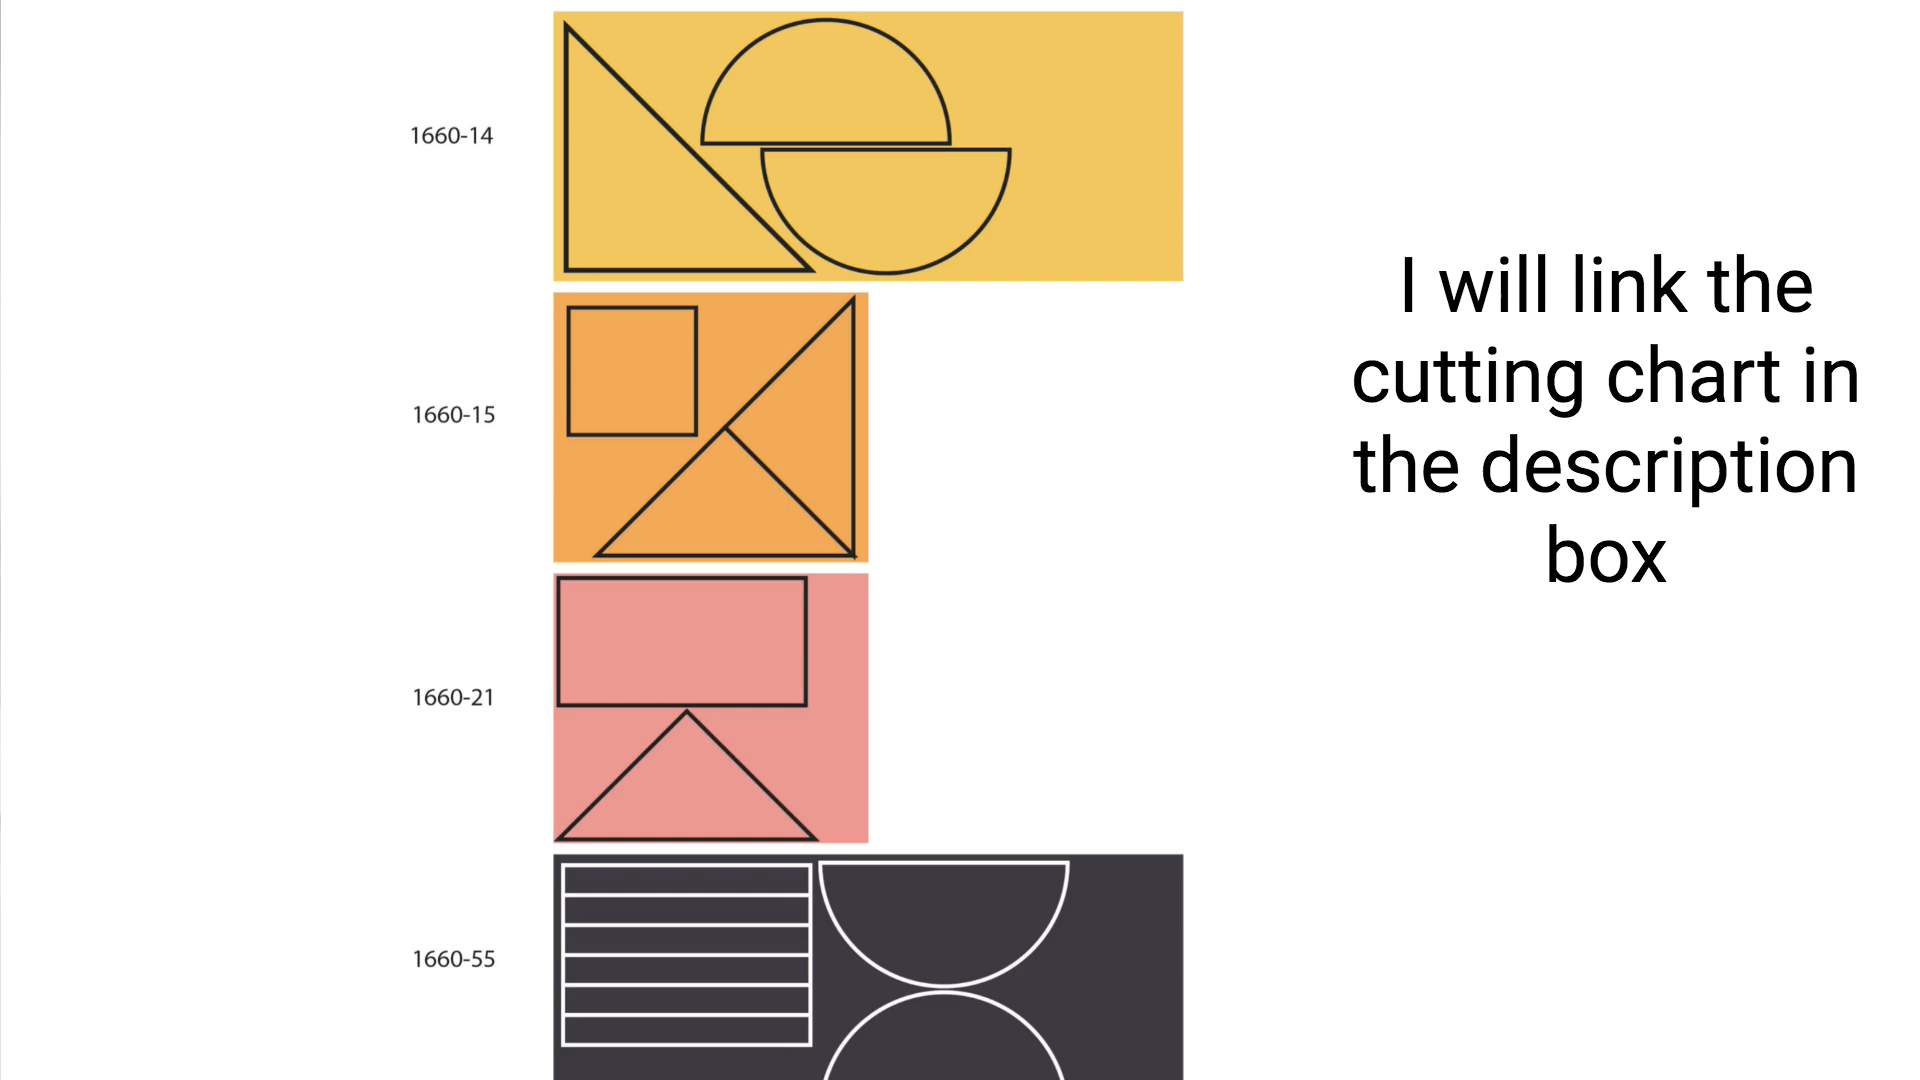 1660-14
1660-15
1660-21
1660-55
I will link the
cutting chart in
the description
box